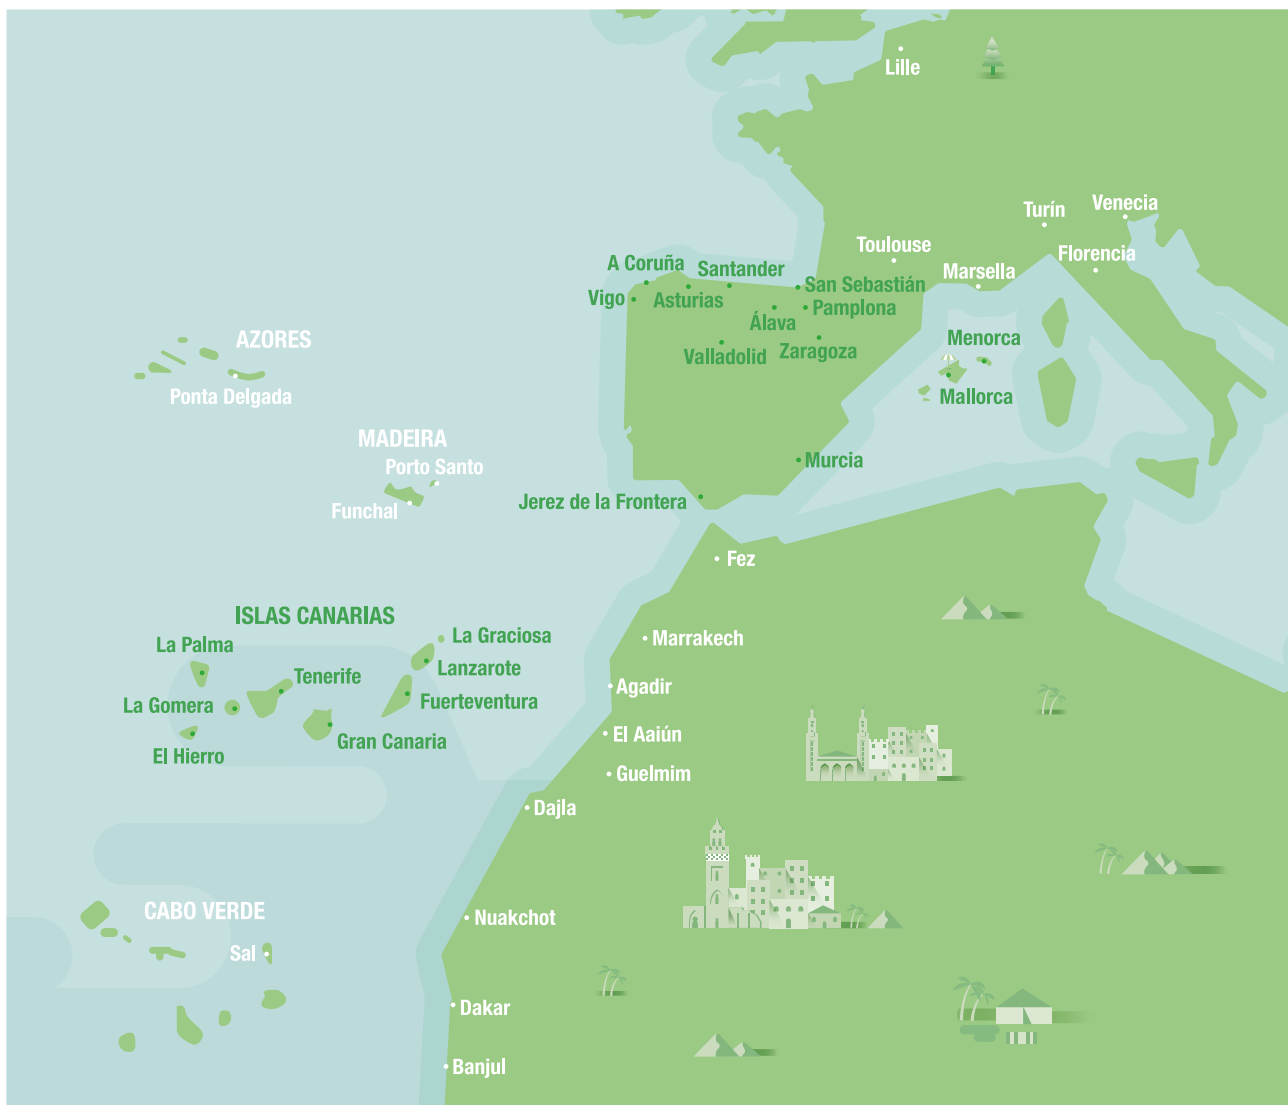 Lille
Venecia
Turín
Toulouse
Florencia
A Coruña
Santander
Marsella
San Sebastián
Vigo
Asturias
Pamplona
Álava
AZORES
Menorca
Valladolid
Zaragoza
Ponta Delgada
Mallorca
MADEIRA
Murcia
Porto Santo
Jerez de la Frontera
Funchal
Fez
ISLAS CANARIAS
La Graciosa
Marrakech
La Palma
Lanzarote
Tenerife
Agadir
La Gomera
Fuerteventura
El Aaiún
Gran Canaria
El Hierro
Guelmim
Dajla
CABO VERDE
Nuakchot
Sal
Dakar
Banjul